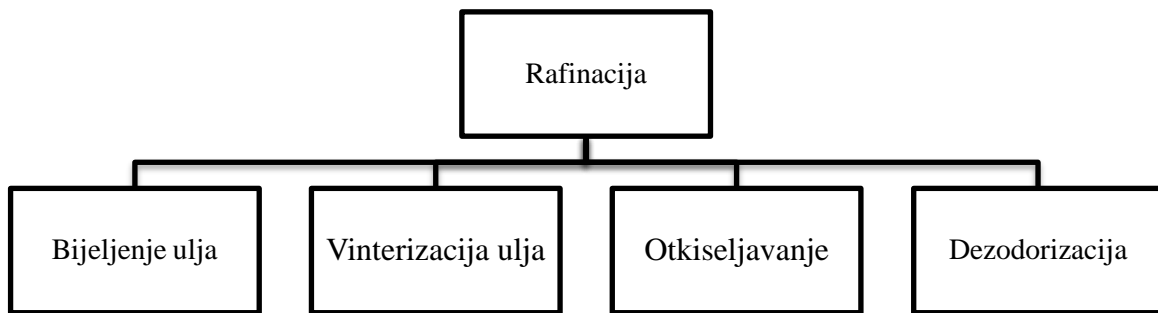 Rafinacija
Bijeljenje ulja
Vinterizacija ulja
Otkiseljavanje
Dezodorizacija